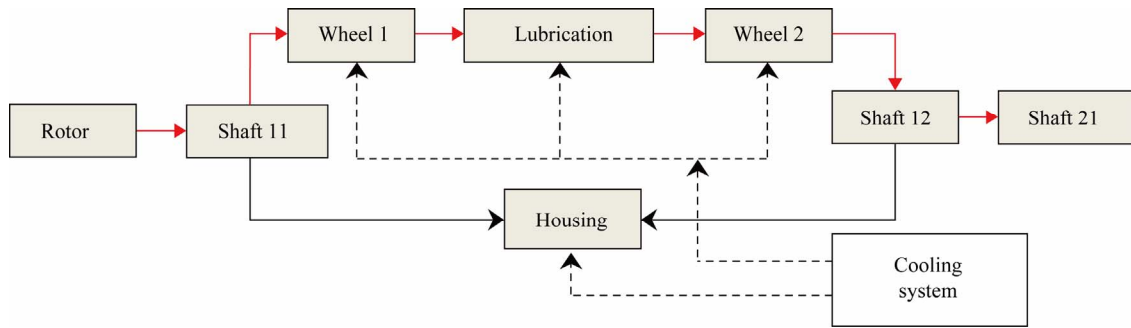 Wheel 1
Lubrication
Wheel 2
Rotor
Shaft 11
Shaft 12
Shaft 21
Housing
Cooling
system